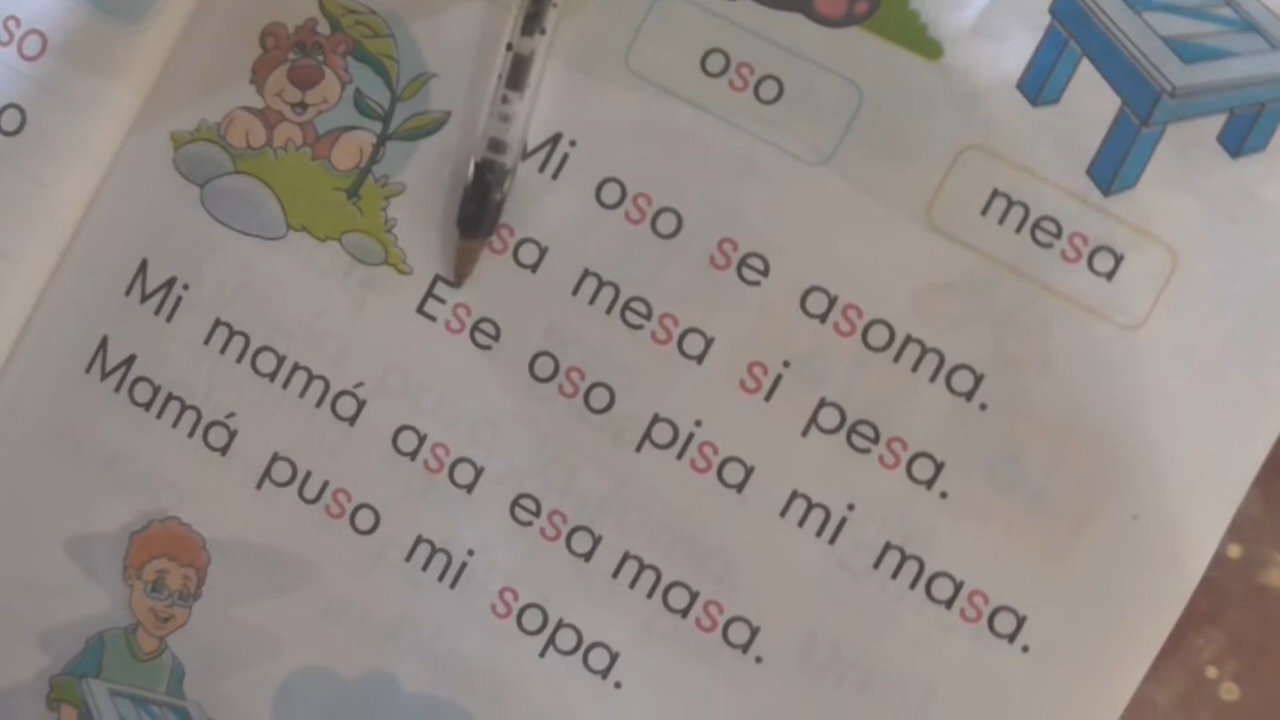 so
o
oso
mesa
Mi oso se asoma.
sa mesa si pesa.
Ese oso pisa mi masa.
Mi mamá asa esa masa.
Mamá puso mi sopa.